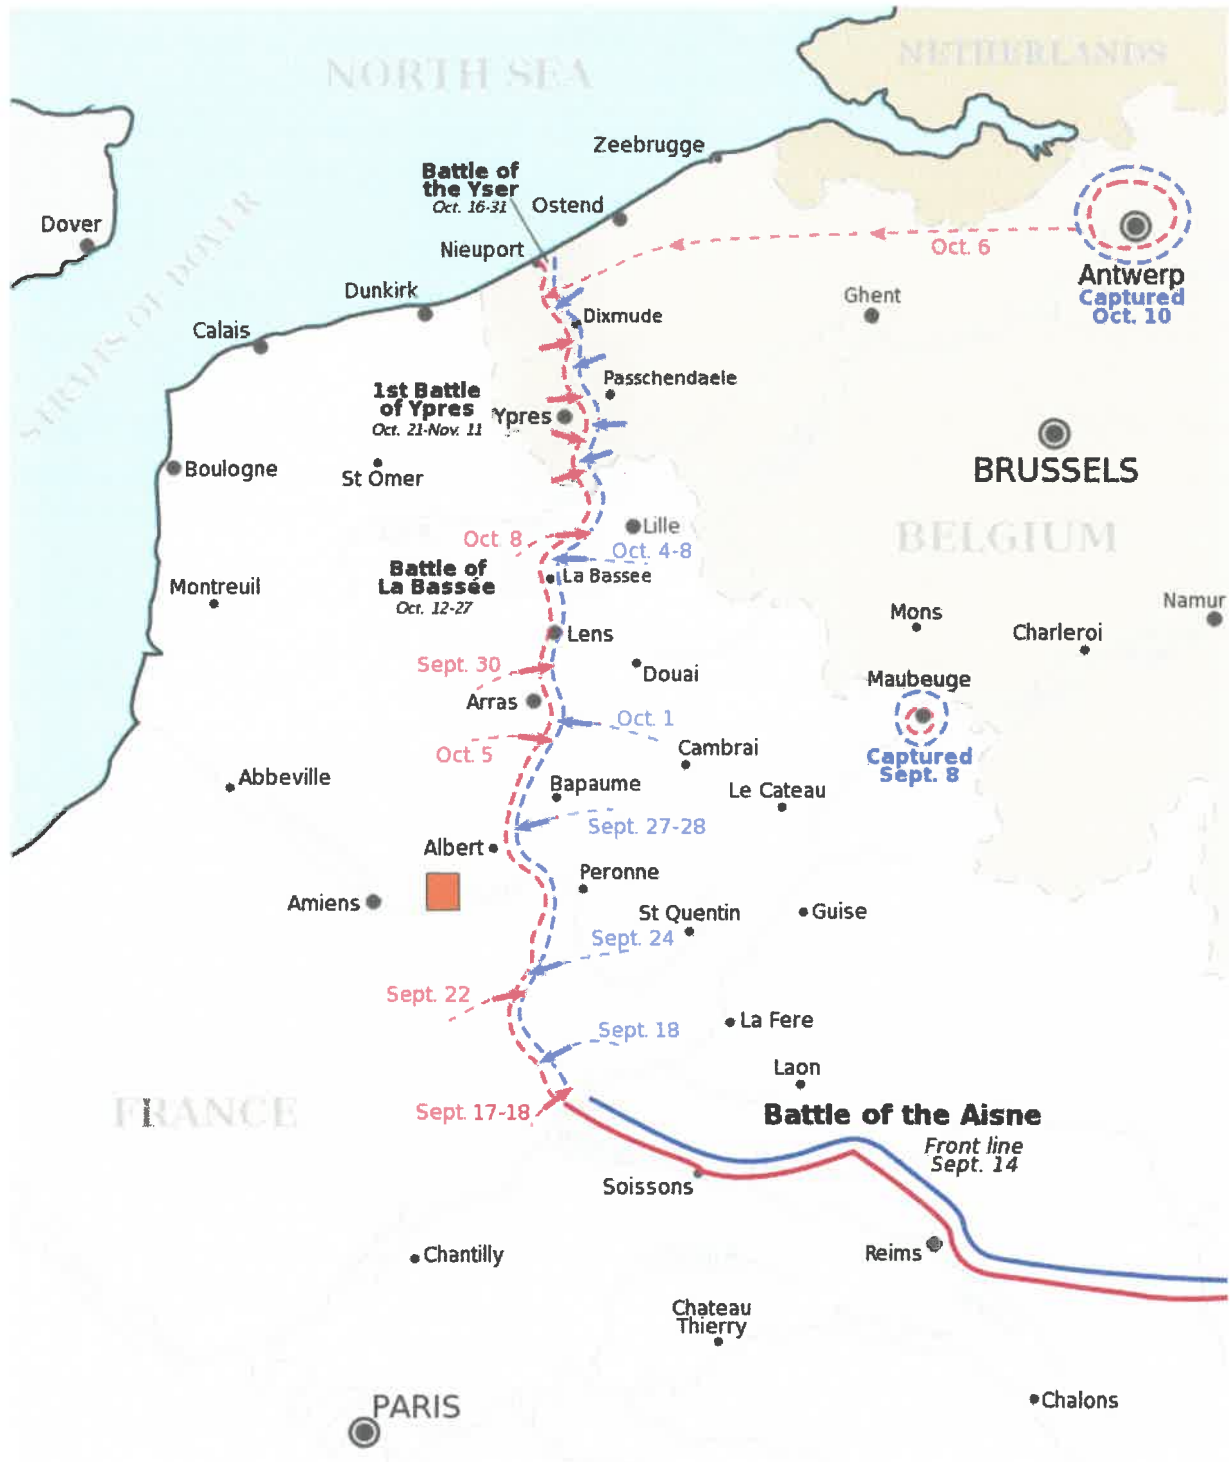 NORTH SEA
NETHERLANDS
Zeebrugge
Battle of
the Yser
Oct. 16-31
Ostend
Dover
STRAITS OF DOVER
Nieuport
Oct. 6
Antwerp
Captured
Oct. 10
Dunkirk
Ghent
Calais
Dixmude
1st Battle
of Ypres
Oct. 21-Nov. 11
Passchendaele
Ypres
BRUSSELS
Boulogne
St Omer
Lille
BELGIUM
Oct. 8
Oct. 4-8
Battle of
La Bassée
Oct. 12-27
La Bassee
Montreuil
Namur
Mons
Charleroi
Lens
Sept. 30
Douai
Maubeuge
Arras
Oct. 1
Oct. 5
Cambrai
Captured
Sept. 8
Abbeville
Bapaume
Le Cateau
Sept. 27-28
Albert
Peronne
Amiens
St Quentin
Guise
Sept. 24
Sept. 22
La Fere
Sept. 18
Laon
FRANCE
Sept. 17-18
Battle of the Aisne
Front line
Sept. 14
Soissons
Chantilly
Reims
Chateau
Thierry
PARIS
Chalons